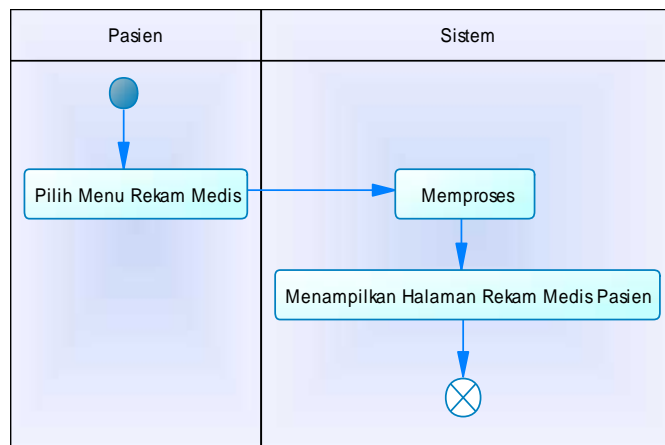 Pasien
Sistem
Pilih Menu Rekam Medis
Memproses
Menampilkan Halaman Rekam Medis Pasien